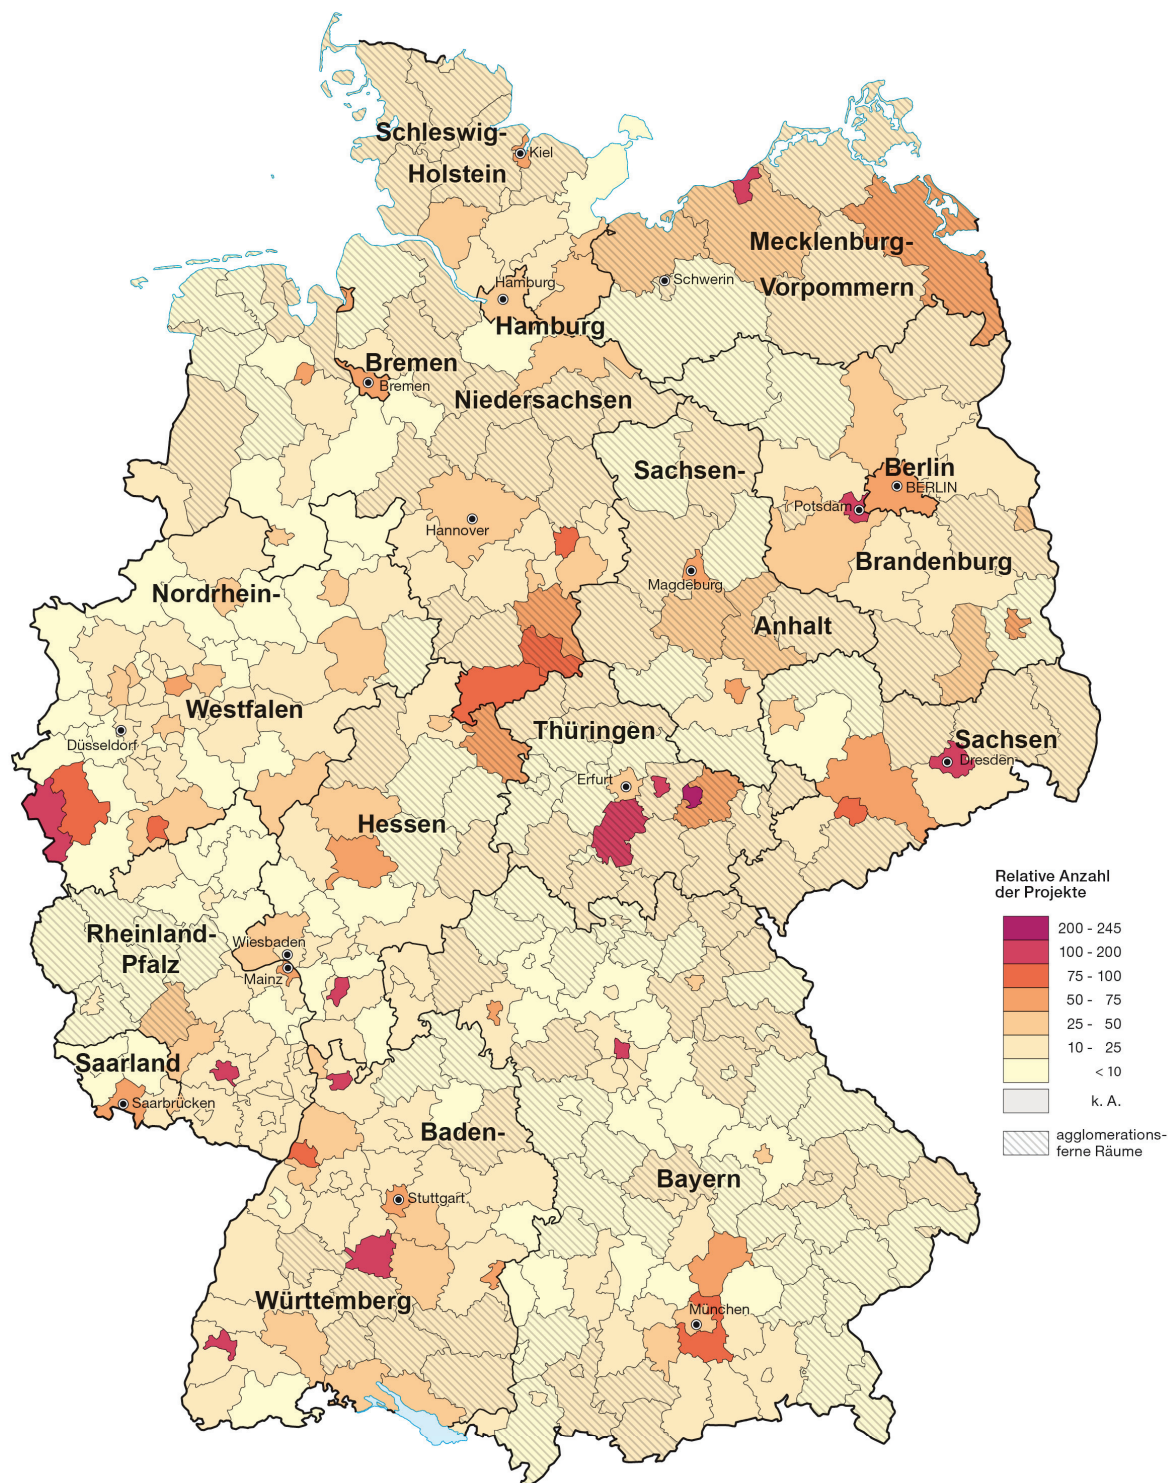 Schleswig-
Kiel
Holstein
Mecklenburg-
Schwerin
Hamburg
Vorpommern
Hamburg
Bremen
Bremen
Niedersachsen
Sachsen-
Berlin
BERLIN
Potsdam
Hannover
Brandenburg
Magdeburg
Nordrhein-
Anhalt
Westfalen
Thüringen
Düsseldorf
Sachsen
Dresden
Erfurt
Hessen
Relative Anzahl
der Projekte
200 - 245
100 - 200
75 - 100
50 - 75
25 - 50
10 - 25
< 10
k. A.
agglomerations-
ferne Räume
Rheinland-
Pfalz
Wiesbaden
Mainz
Saarland
Saarbrücken
Baden-
Bayern
Stuttgart
Württemberg
München